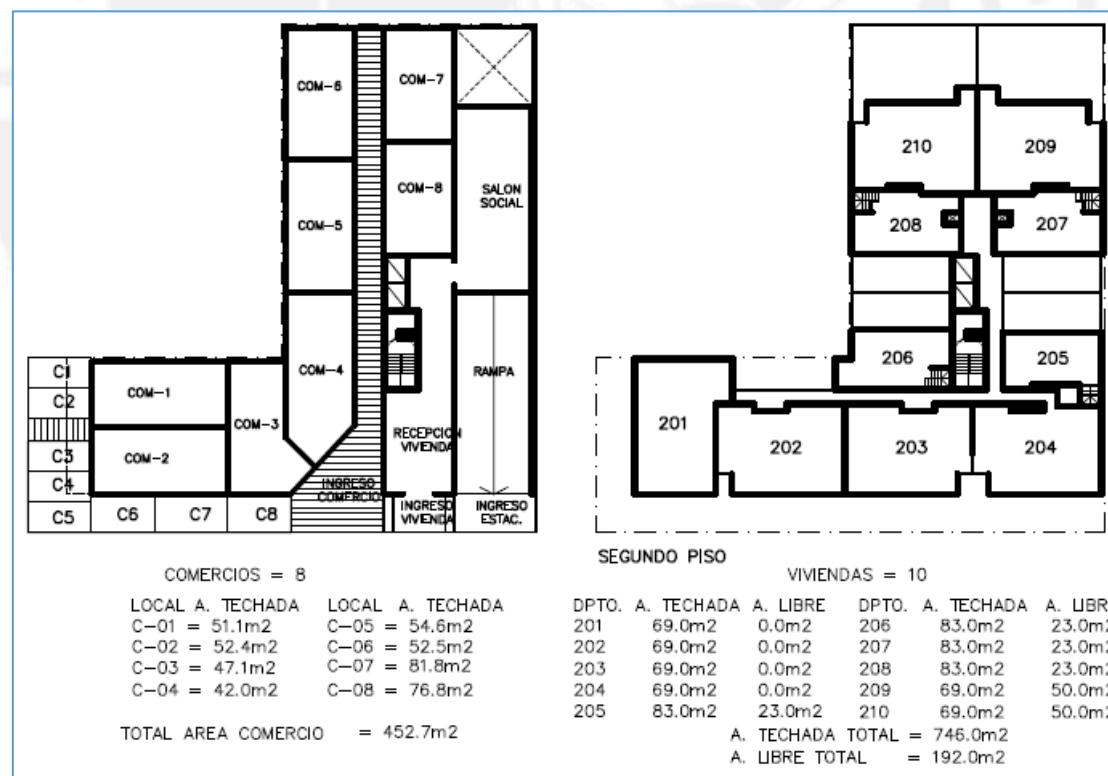 COM-6
COM-7
COM-5
COM-8
SALON
SOCIAL
COM-4
RAMPA
C1
C2
C3
C4
C5
C6
C7
C8
COM-1
COM-2
COM-3
RECEPCION
VIVIENDA
INGRESO
COMERCIO
INGRESO
VIVIENDA
INGRESO
ESTAC.
COMERCIOS = 8
LOCAL A. TECHADA LOCAL A. TECHADA
C-01 = 51.1m2 C-05 = 54.6m2
C-02 = 52.4m2 C-06 = 52.5m2
C-03 = 47.1m2 C-07 = 81.8m2
C-04 = 42.0m2 C-08 = 76.8m2
TOTAL AREA COMERCIO = 452.7m2
210
209
208
207
206
205
201
202
203
204
SEGUNDO PISO
VIVIENDAS = 10
DPTO. A. TECHADA A. LIBRE DPTO. A. TECHADA A. LIBR
201 69.0m2 0.0m2 206 83.0m2 23.0m2
202 69.0m2 0.0m2 207 83.0m2 23.0m2
203 69.0m2 0.0m2 208 83.0m2 23.0m2
204 69.0m2 0.0m2 209 69.0m2 50.0m2
205 83.0m2 23.0m2 210 69.0m2 50.0m2
A. TECHADA TOTAL = 746.0m2
A. LIBRE TOTAL = 192.0m2